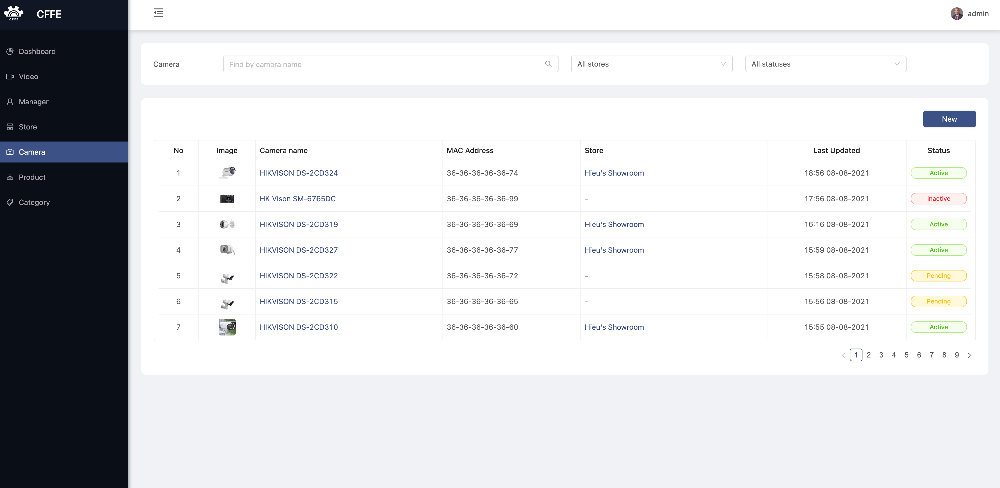 CFFE
CFFE
admin
Dashboard
Video
Manager
Store
Camera
Product
Category
Camera
Find by camera name
All stores
All statuses
New
No Image Camera name MAC Address Store Last Updated Status
1 HIKVISON DS-2CD324 36-36-36-36-36-74 Hieu's Showroom 18:56 08-08-2021 Active
2 HK Vison SM-6765DC 36-36-36-36-36-99 - 17:56 08-08-2021 Inactive
3 HIKVISON DS-2CD319 36-36-36-36-36-69 Hieu's Showroom 16:16 08-08-2021 Active
4 HIKVISON DS-2CD327 36-36-36-36-36-77 Hieu's Showroom 15:59 08-08-2021 Active
5 HIKVISON DS-2CD322 36-36-36-36-36-72 - 15:58 08-08-2021 Pending
6 HIKVISON DS-2CD315 36-36-36-36-36-65 - 15:56 08-08-2021 Pending
7 HIKVISON DS-2CD310 36-36-36-36-36-60 Hieu's Showroom 15:55 08-08-2021 Active
1 2 3 4 5 6 7 8 9